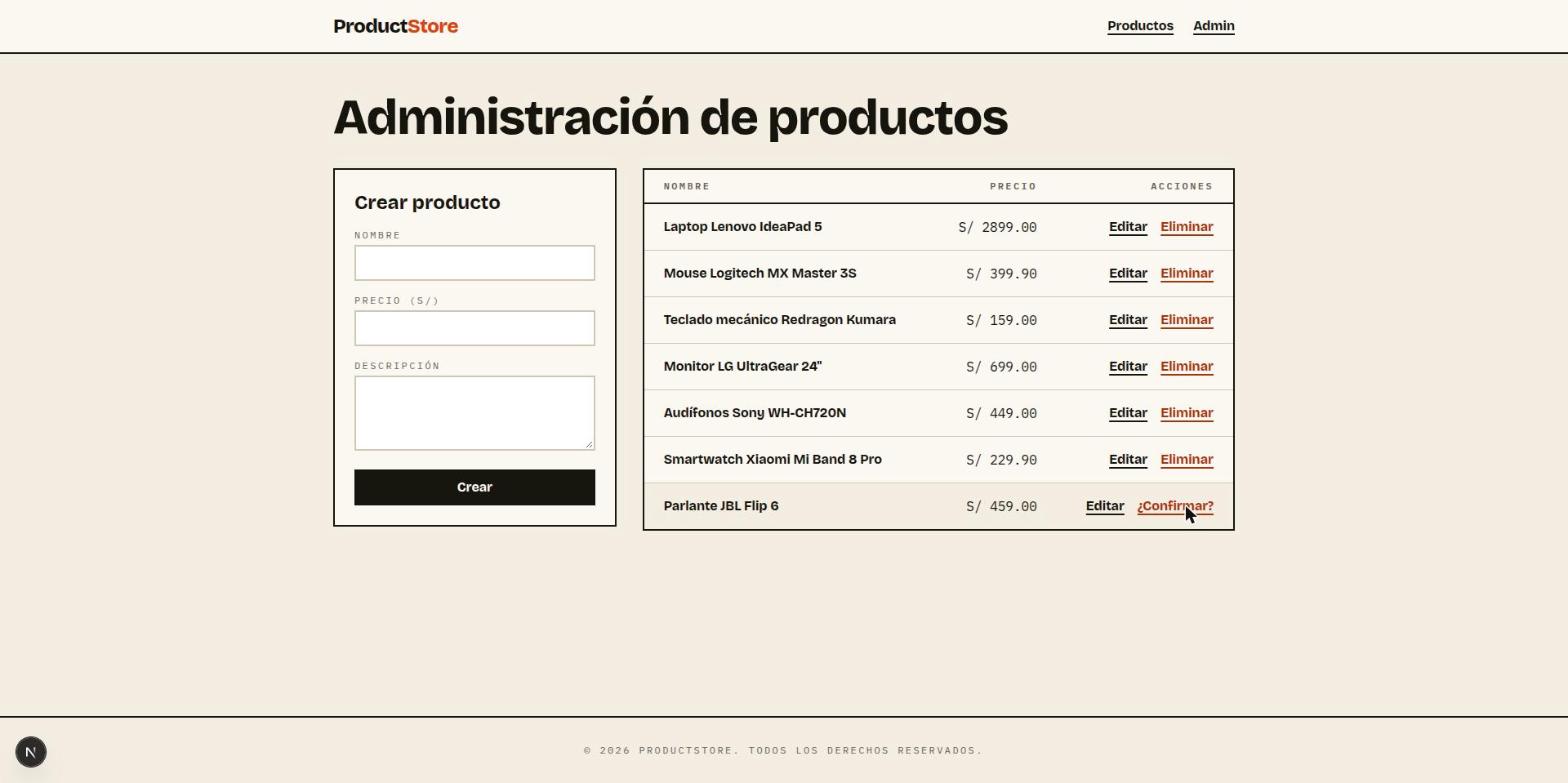 ProductStore
Productos Admin
Administración de productos
Crear producto
NOMBRE
PRECIO (S/)
DESCRIPCIÓN
Crear
NOMBRE PRECIO ACCIONES
Laptop Lenovo IdeaPad 5 S/ 2899.00 Editar Eliminar
Mouse Logitech MX Master 3S S/ 399.90 Editar Eliminar
Teclado mecánico Redragon Kumara S/ 159.00 Editar Eliminar
Monitor LG UltraGear 24" S/ 699.00 Editar Eliminar
Audífonos Sony WH-CH720N S/ 449.00 Editar Eliminar
Smartwatch Xiaomi Mi Band 8 Pro S/ 229.90 Editar Eliminar
Parlante JBL Flip 6 S/ 459.00 Editar ¿Confirmar?
N
© 2026 PRODUCTSTORE. TODOS LOS DERECHOS RESERVADOS.